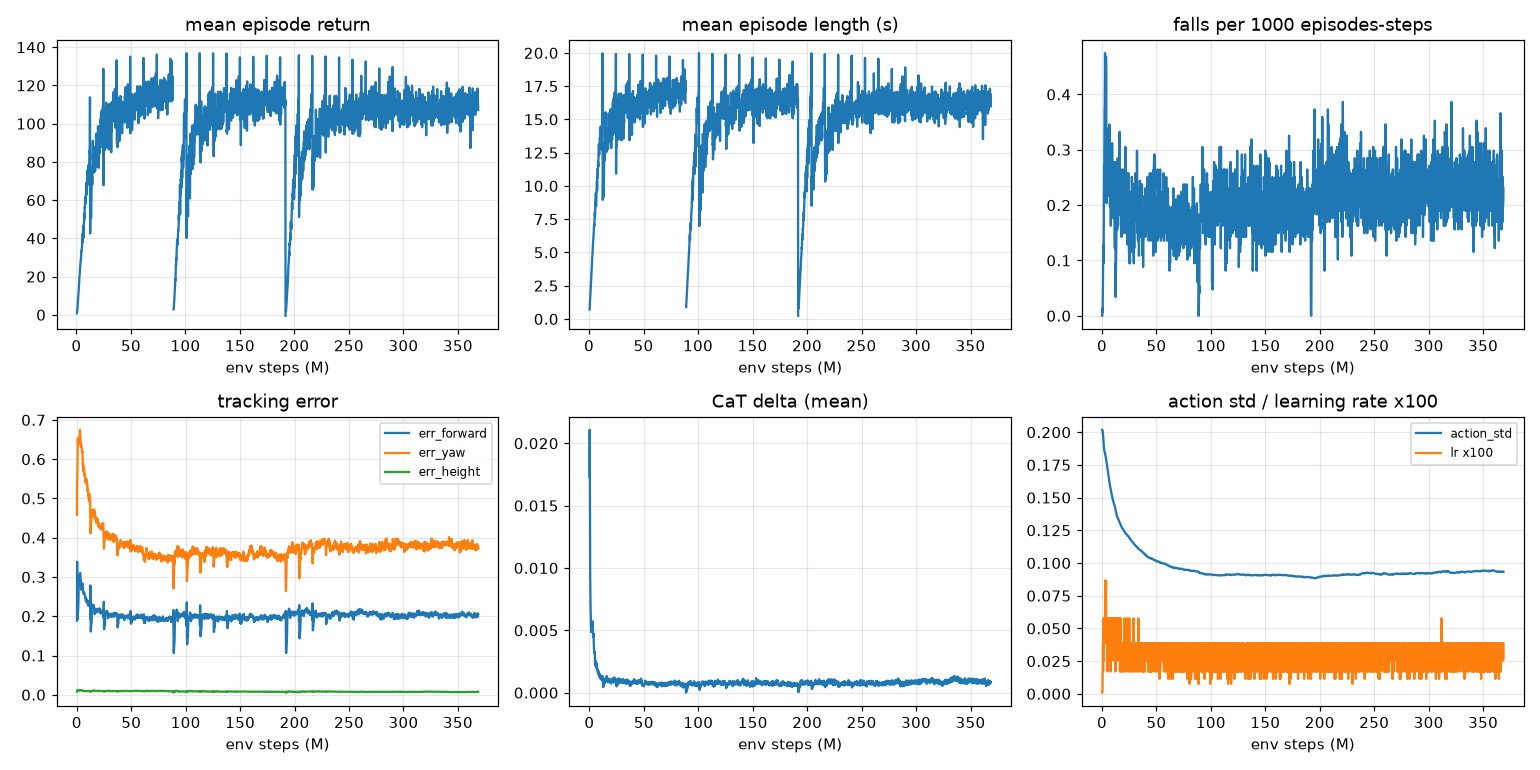 mean episode return
140
120
100
80
60
40
20
0
0 50 100 150 200 250 300 350
env steps (M)
mean episode length (s)
20.0
17.5
15.0
12.5
10.0
7.5
5.0
2.5
0.0
0 50 100 150 200 250 300 350
env steps (M)
falls per 1000 episodes-steps
0.4
0.3
0.2
0.1
0.0
0 50 100 150 200 250 300 350
env steps (M)
tracking error
0.7
0.6
0.5
0.4
0.3
0.2
0.1
0.0
err_forward
err_yaw
err_height
0 50 100 150 200 250 300 350
env steps (M)
CaT delta (mean)
0.020
0.015
0.010
0.005
0.000
0 50 100 150 200 250 300 350
env steps (M)
action std / learning rate x100
0.200
0.175
0.150
0.125
0.100
0.075
0.050
0.025
0.000
action_std
lr x100
0 50 100 150 200 250 300 350
env steps (M)